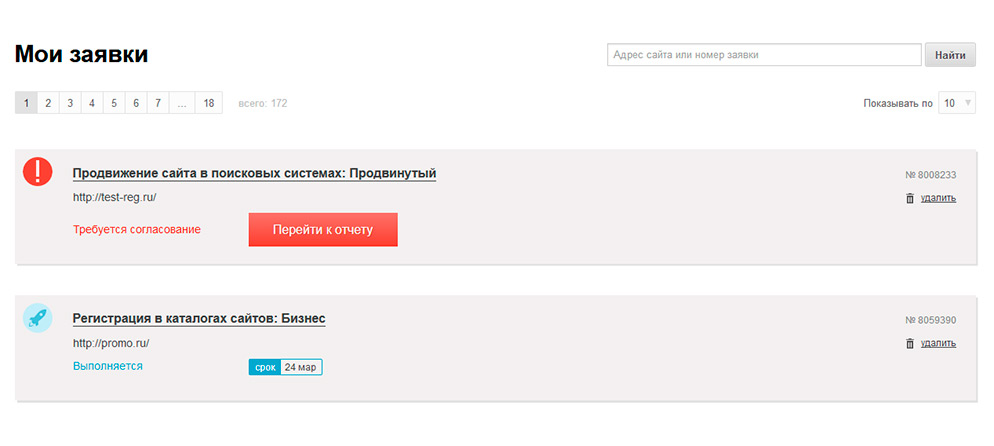 Мои заявки
Адрес сайта или номер заявки Найти
1 2 3 4 5 6 7 ... 18 всего: 172 Показывать по 10
Продвижение сайта в поисковых системах: Продвинутый № 8008233
http://test-reg.ru/ удалить
Требуется согласование Перейти к отчету
Регистрация в каталогах сайтов: Бизнес № 8059390
http://promo.ru/ удалить
Выполняется срок 24 мар